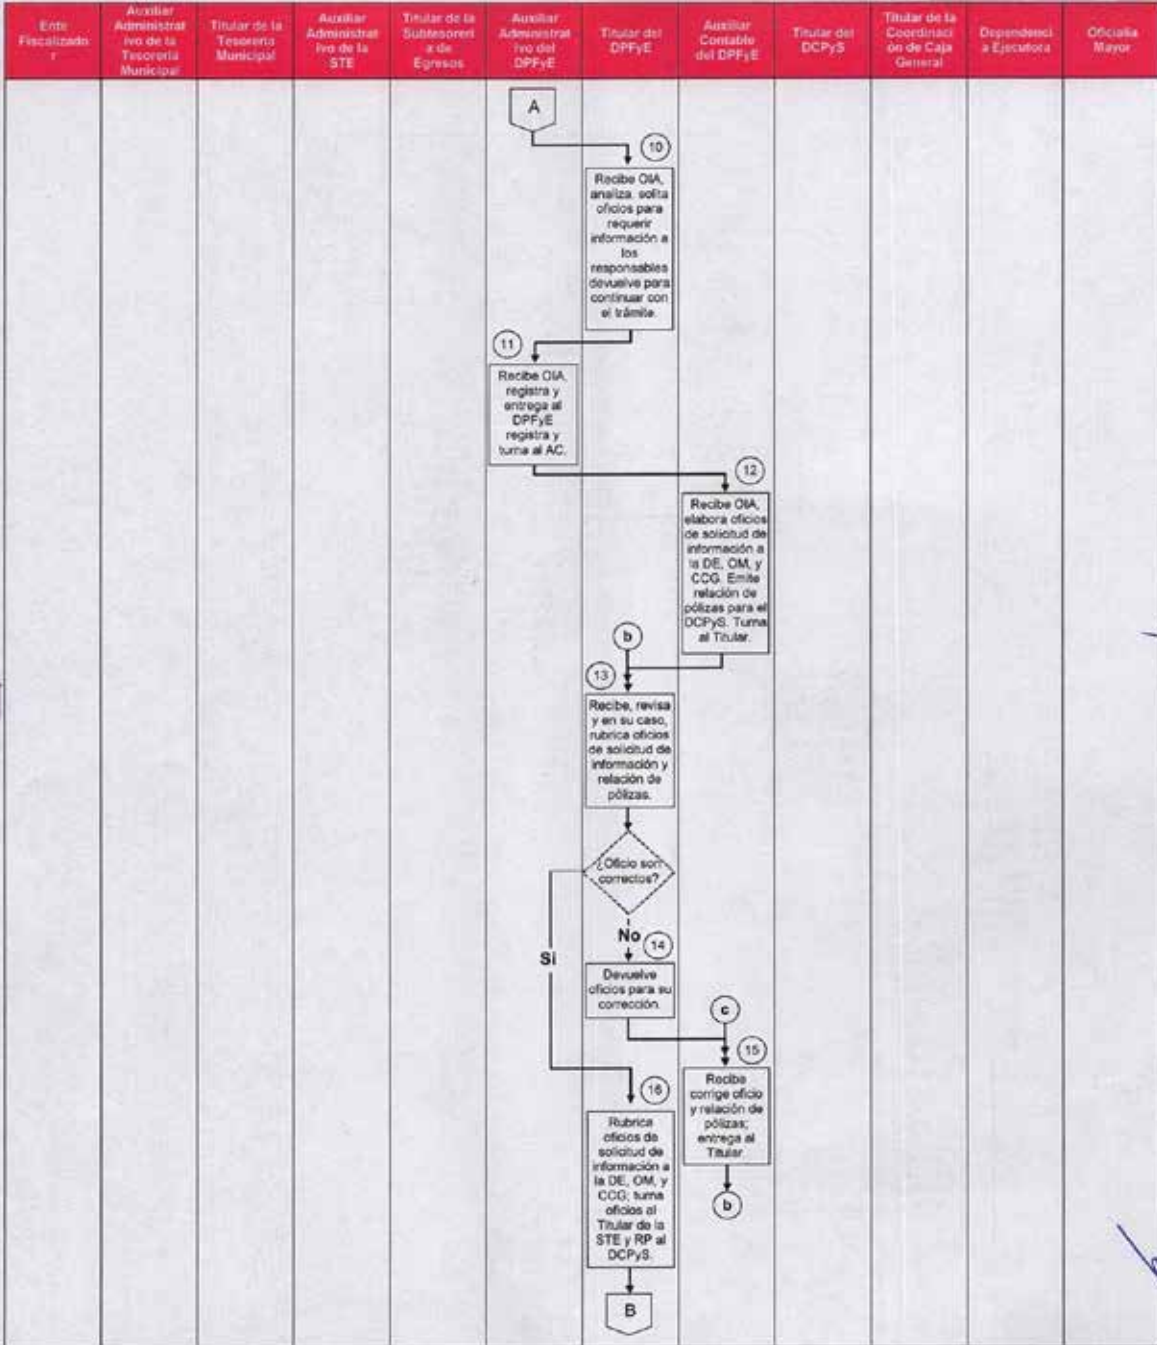 Ente
Fiscalizado
r
Auxiliar
Administrat
ivo de la
Tesorería
Municipal
Titular de la
Tesorería
Municipal
Auxiliar
Administrat
ivo de la
STE
Titular de la
Subtesorerí
a de
Egresos
Auxiliar
Administrat
ivo del
DPFyE
Titular del
DPFyE
Auxiliar
Contable
del DPFyE
Titular del
DCPyS
Titular de la
Coordinaci
ón de Caja
General
Dependenci
a Ejecutora
Oficialía
Mayor
A
10
Recibe OIA,
analiza, solita
oficios para
requerir
información a
los
responsables
devuelve para
continuar con
el trámite.
11
Recibe OIA,
registra y
entrega al
DPFyE
registra y
turna al AC.
12
Recibe OIA,
elabora oficios
de solicitud de
información a
la DE, OM, y
CCG. Emite
relación de
pólizas para el
DCPyS. Turna
al Titular.
b
13
Recibe, revisa
y en su caso,
rubrica oficios
de solicitud de
información y
relación de
pólizas.
¿Oficio son
correctos?
No
Si
14
Devuelve
oficios para su
corrección.
c
15
Recibe
corrige oficio
y relación de
pólizas;
entrega al
Titular.
b
16
Rubrica
oficios de
solicitud de
información a
la DE, OM, y
CCG; turna
oficios al
Titular de la
STE y RP al
DCPyS.
B